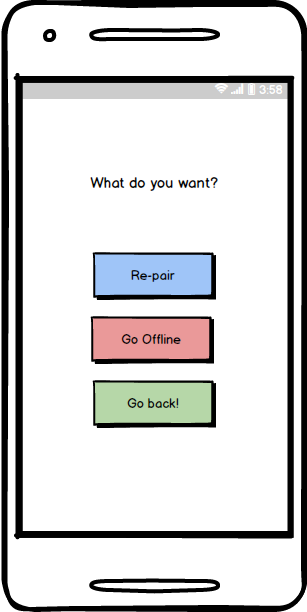 3:58
What do you want?
Re-pair
Go Offline
Go back!